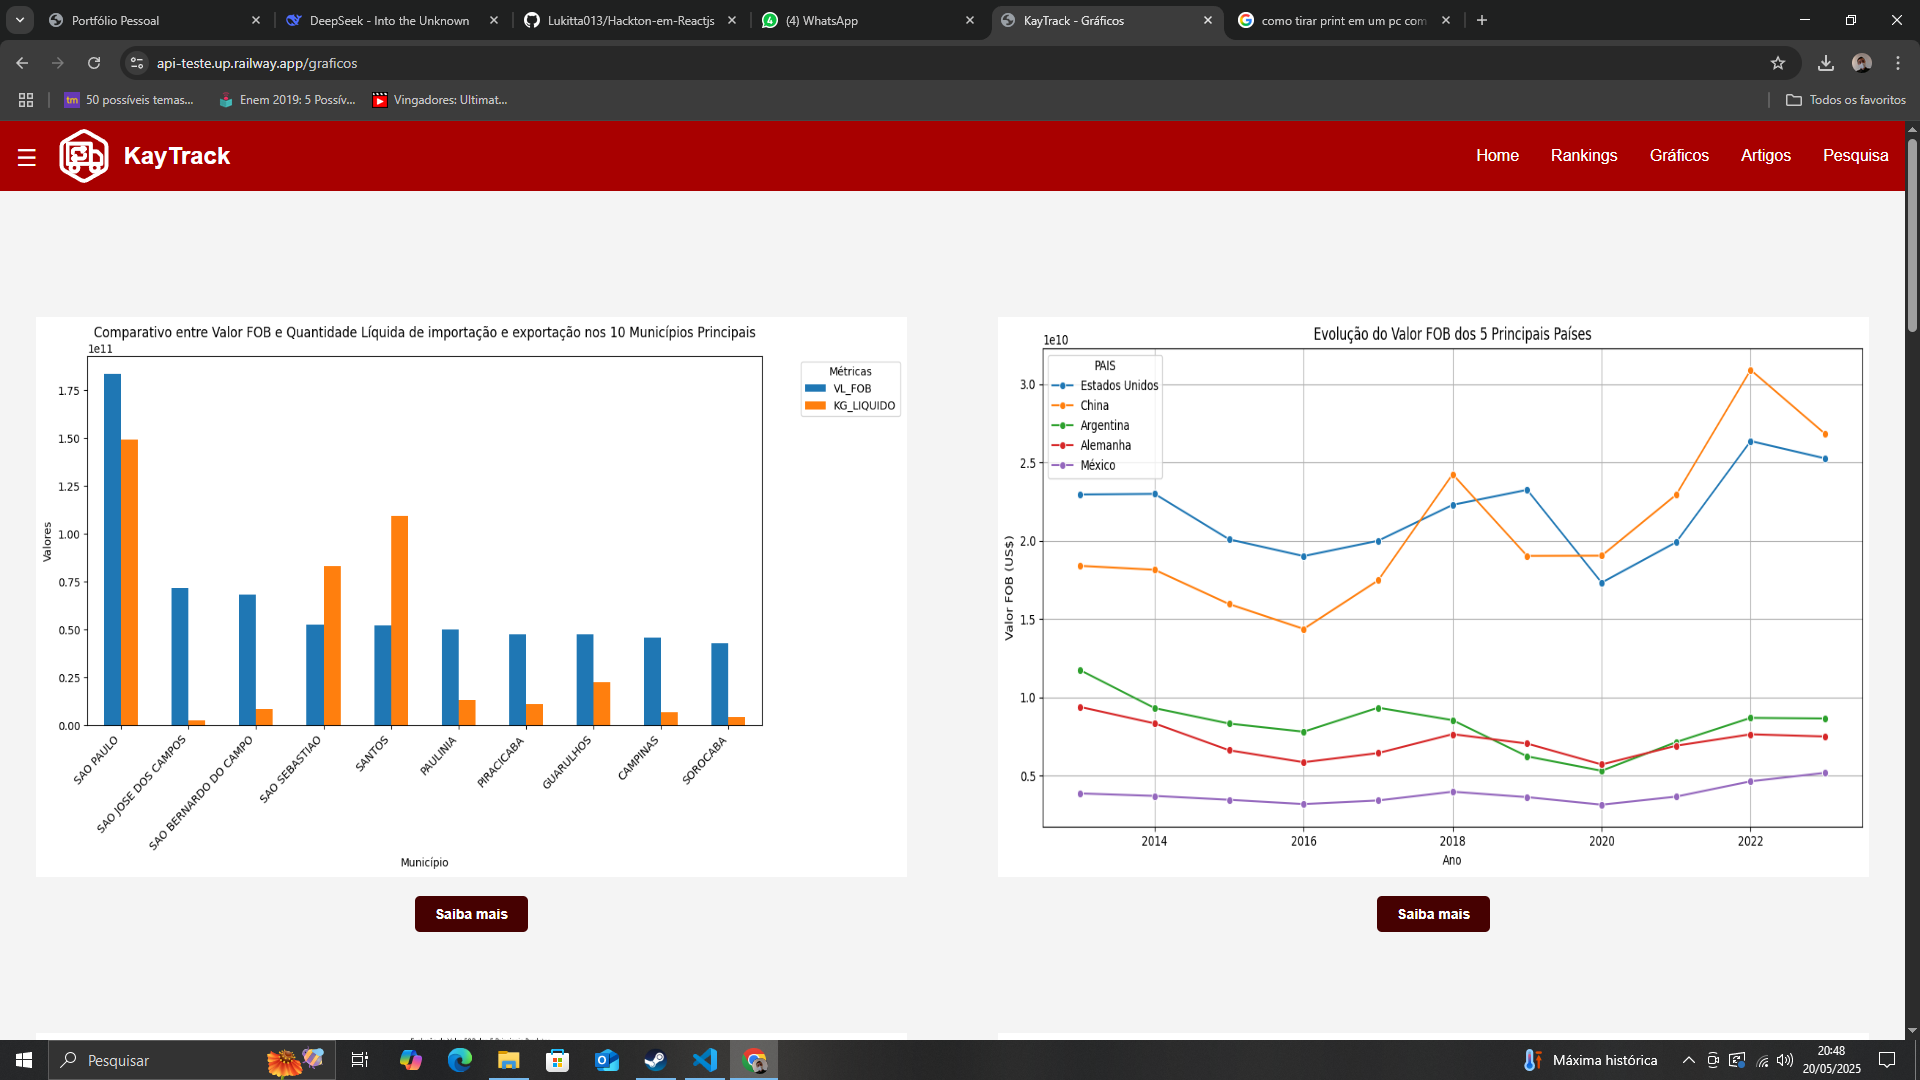 Portfólio Pessoal
DeepSeek - Into the Unknown
Lukitta013/Hackton-em-Reactjs
(4) WhatsApp
KayTrack - Gráficos
como tirar print em um pc com
api-teste.up.railway.app/graficos
tm 50 possíveis temas...
Enem 2019: 5 Possív...
Vingadores: Ultimat...
Todos os favoritos
KayTrack
Home
Rankings
Gráficos
Artigos
Pesquisa
Comparativo entre Valor FOB e Quantidade Líquida de importação e exportação nos 10 Municípios Principais
1e11
1.75
1.50
1.25
1.00
0.75
0.50
0.25
0.00
Valores
Métricas
VL_FOB
KG_LIQUIDO
SAO PAULO
SAO JOSE DOS CAMPOS
SAO BERNARDO DO CAMPO
SAO SEBASTIAO
SANTOS
PAULINIA
PIRACICABA
GUARULHOS
CAMPINAS
SOROCABA
Município
Saiba mais
Evolução do Valor FOB dos 5 Principais Países
1e10
PAIS
Estados Unidos
China
Argentina
Alemanha
México
3.0
2.5
2.0
1.5
1.0
0.5
Valor FOB (US$)
2014
2016
2018
2020
2022
Ano
Saiba mais
Pesquisar
Máxima histórica
20:48
20/05/2025